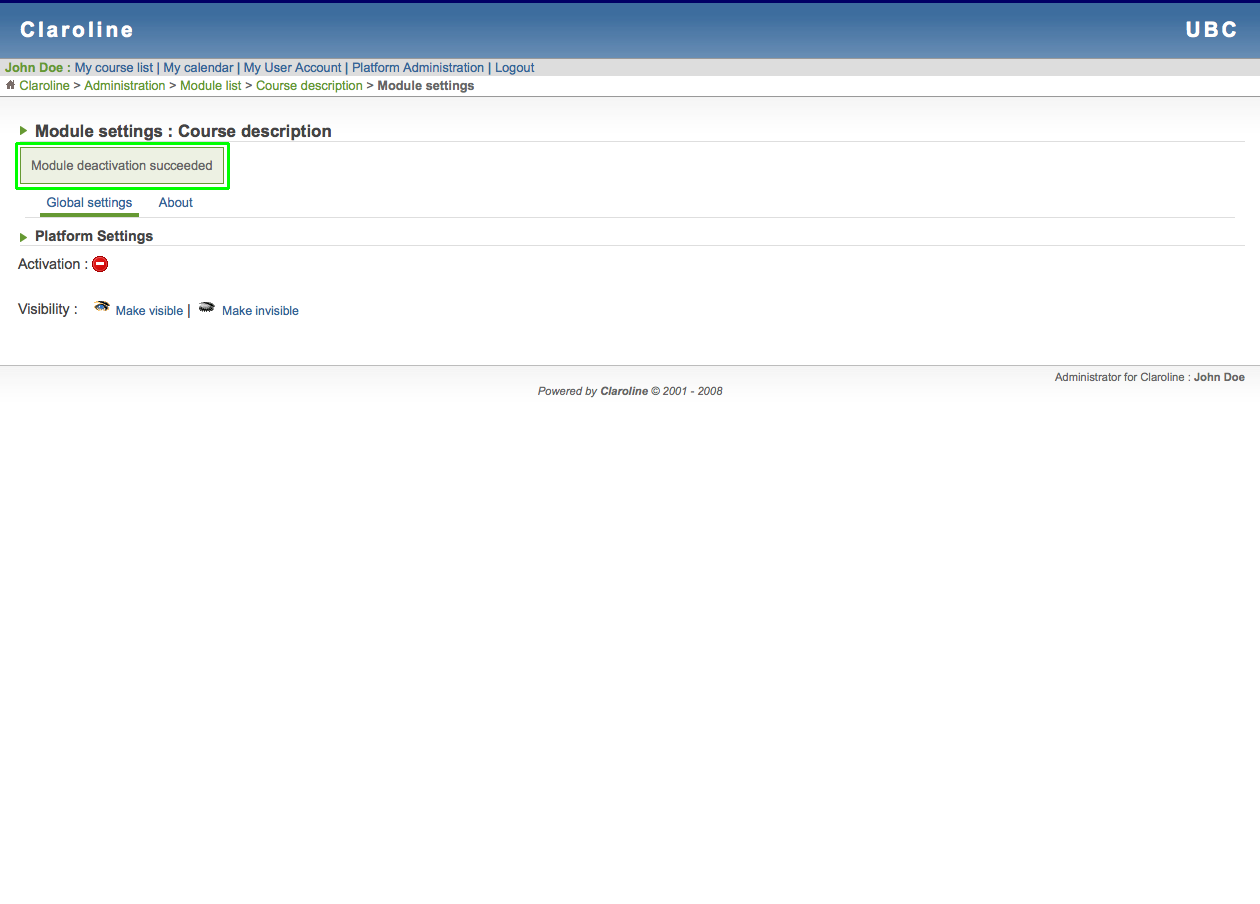 Claroline UBC
John Doe : My course list | My calendar | My User Account | Platform Administration | Logout
Claroline > Administration > Module list > Course description > Module settings
Module settings : Course description
Module deactivation succeeded
Global settings About
Platform Settings
Activation :
Visibility : Make visible | Make invisible
Administrator for Claroline : John Doe
Powered by Claroline © 2001 - 2008